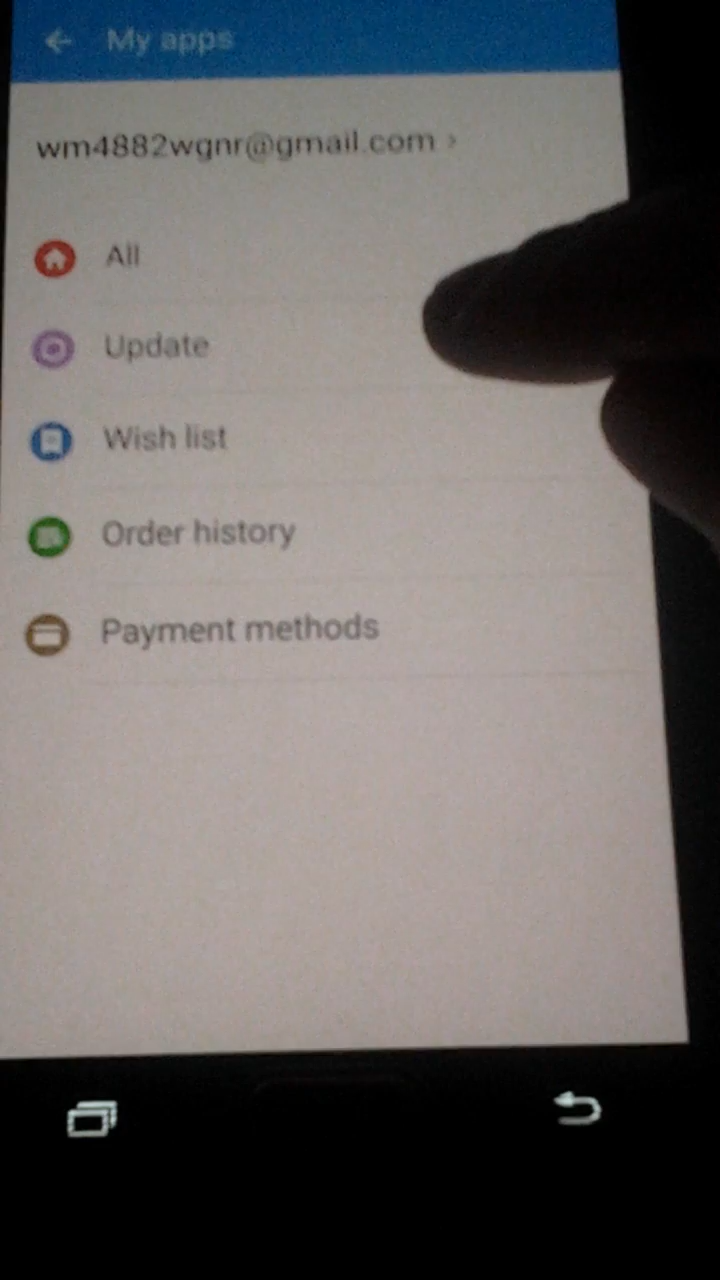 My apps
wm4882wgnr@gmail.com ›
All
Update
Wish list
Order history
Payment methods